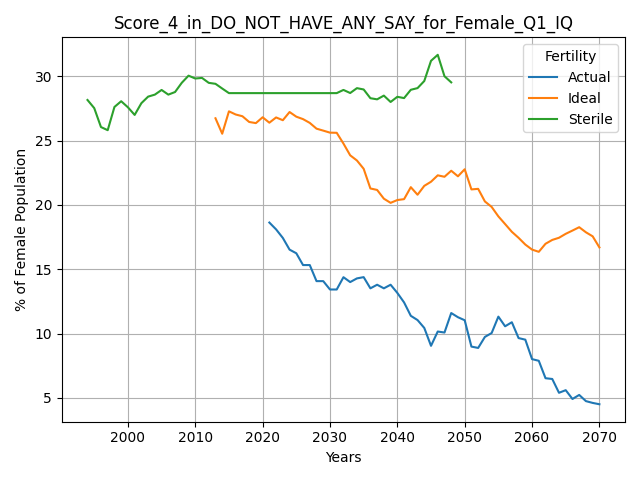 Score_4_in_DO_NOT_HAVE_ANY_SAY_for_Female_Q1_IQ
Fertility
Actual
Ideal
Sterile
% of Female Population
30
25
20
15
10
5
2000 2010 2020 2030 2040 2050 2060 2070
Years